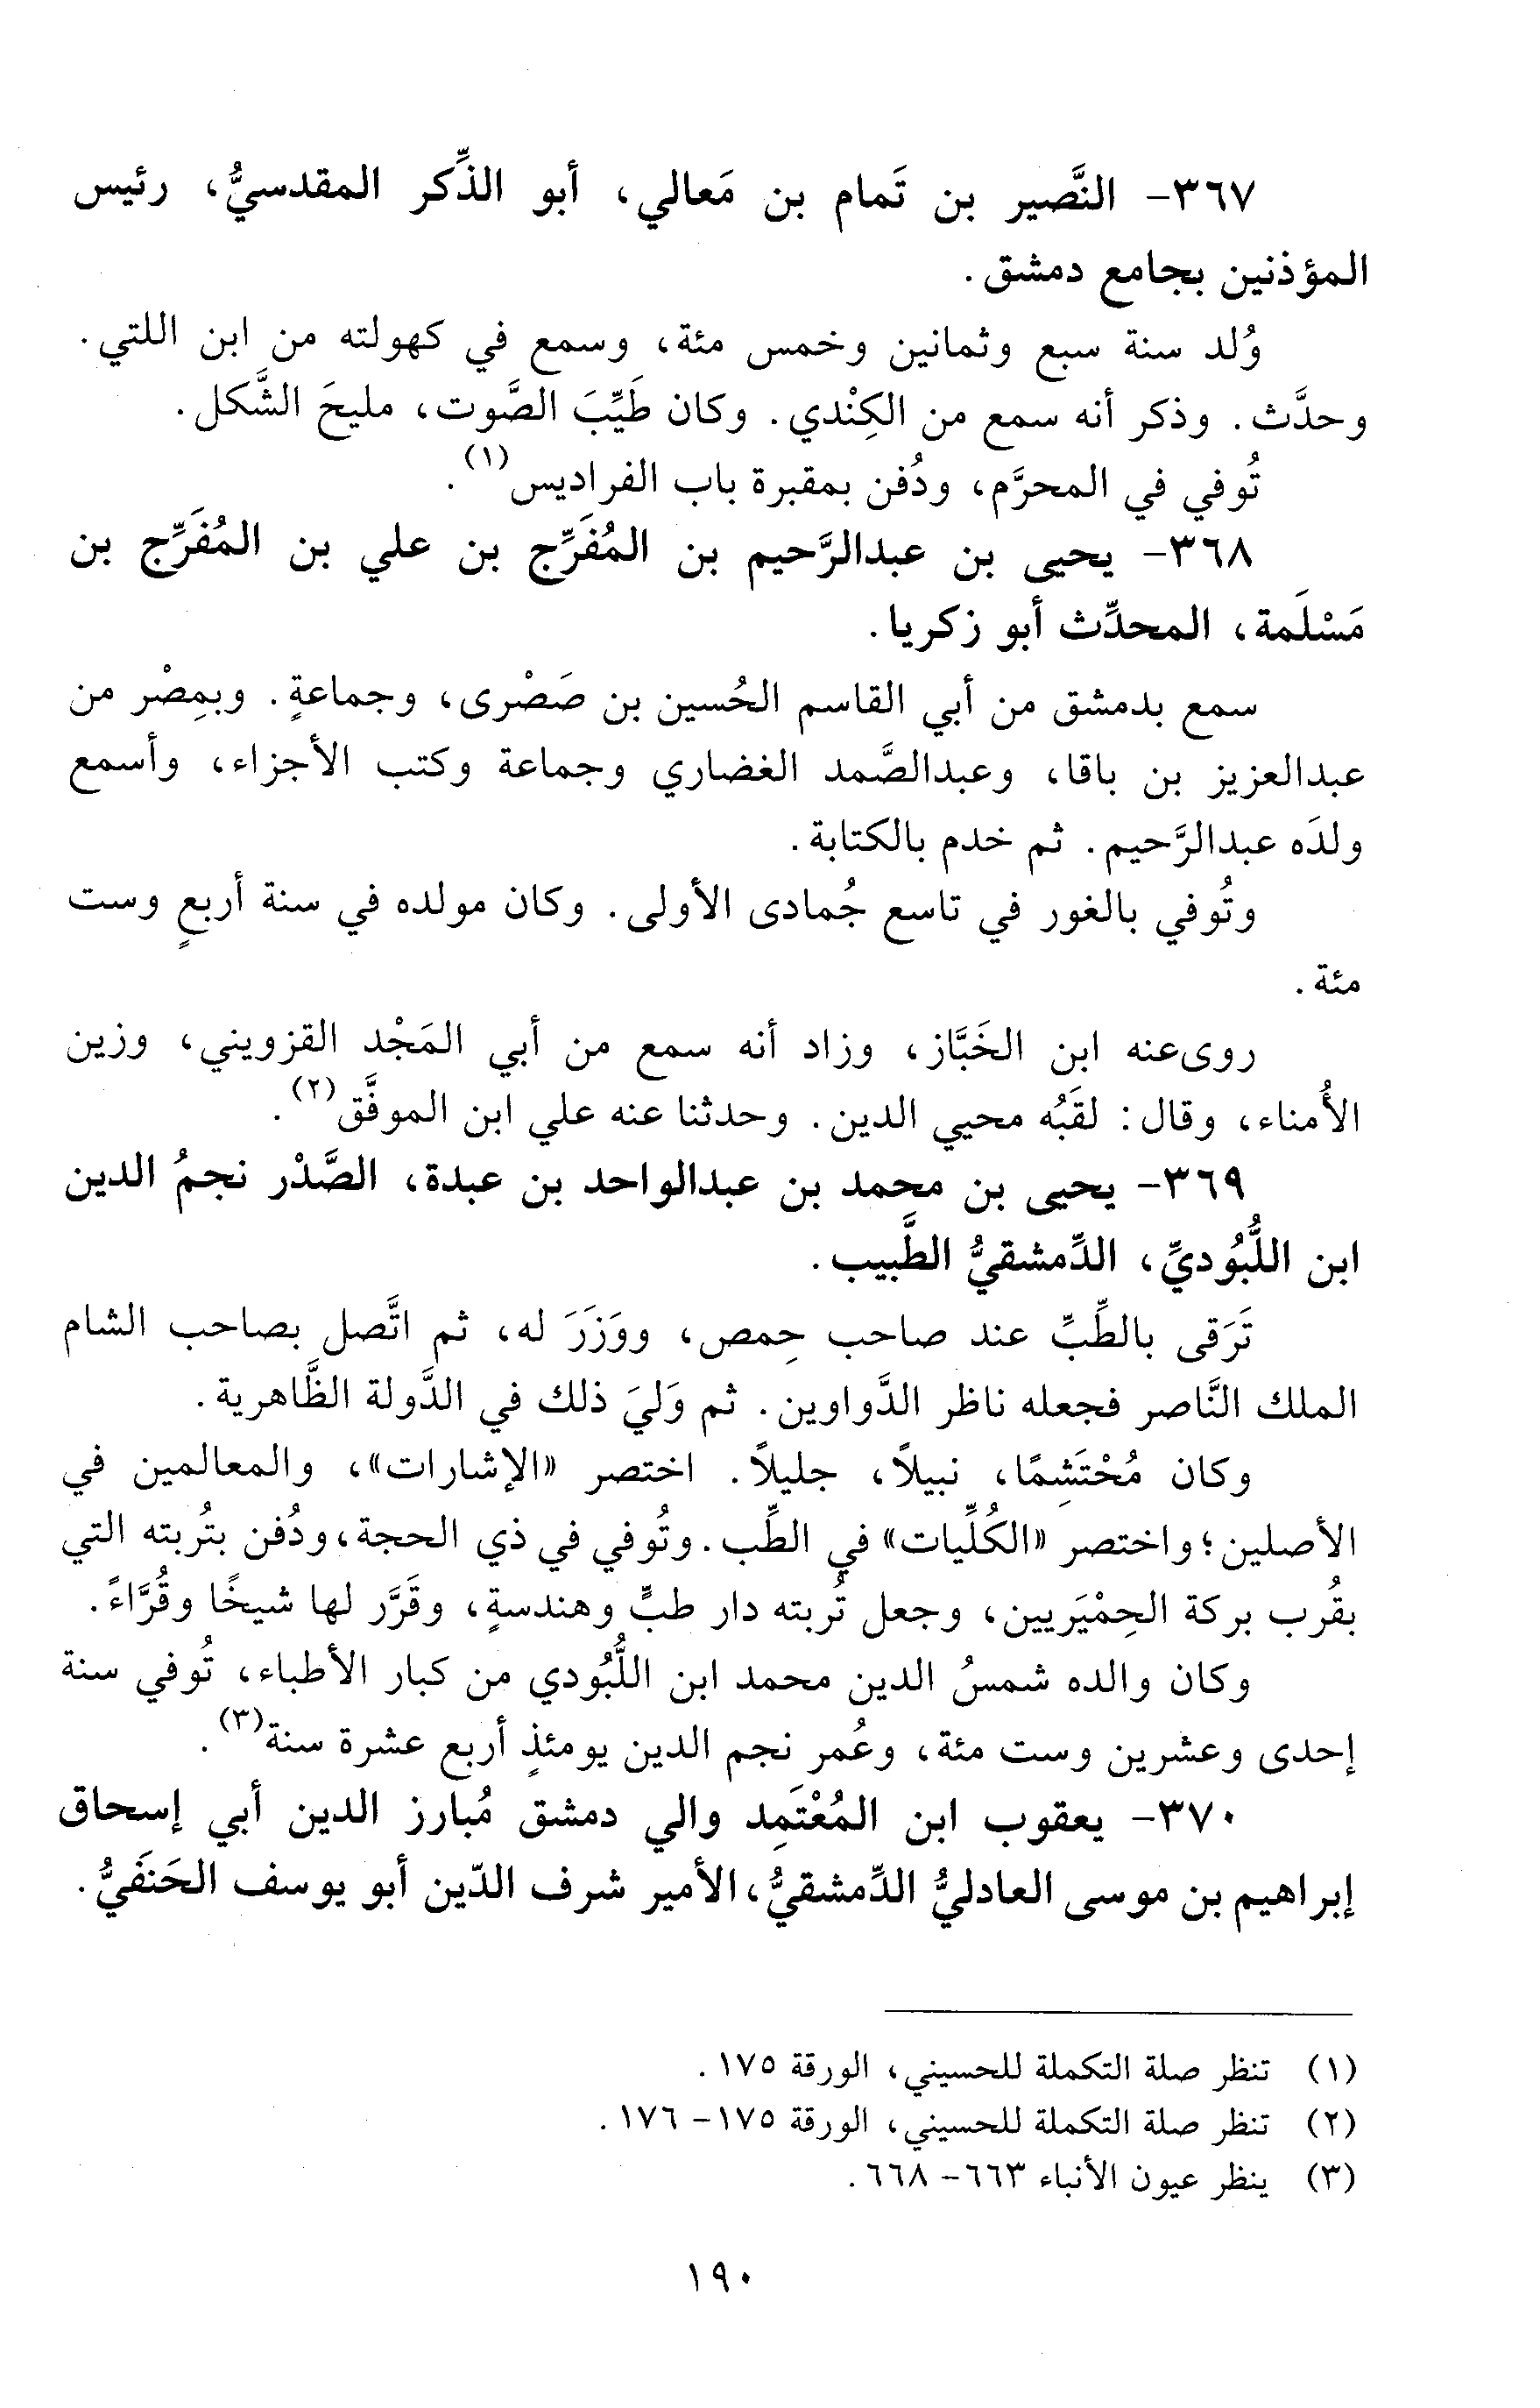 ٣٦٧- النَّصير بن تَمام بن مَعالي، أبو الذِّكر المقدسيُّ، رئيس
المؤذنين بجامع دمشق.
وُلد سنة سبع وثمانين وخمس مئة، وسمع في كهولته من ابن اللتي.
وحدَّث. وذكر أنه سمع من الكِنْدي. وكان طَيِّبَ الصَّوت، مليحَ الشَّكل.
تُوفي في المحرَّم، ودُفن بمقبرة باب الفراديس(١).
٣٦٨- يحيى بن عبدالرَّحيم بن المُفَرِّج بن علي بن المُفَرِّج بن
مَسْلَمة، المحدِّث أبو زكريا.
سمع بدمشق من أبي القاسم الحُسين بن صَصْرى، وجماعةٍ. وبمِصْر من
عبدالعزيز بن باقا، وعبدالصَّمد الغضاري وجماعة وكتب الأجزاء، وأسمع
ولدَه عبدالرَّحيم. ثم خدم بالكتابة.
وتُوفي بالغور في تاسع جُمادى الأولى. وكان مولده في سنة أربعٍ وست
مئة.
روى عنه ابن الخَبَّاز، وزاد أنه سمع من أبي المَجْد القزويني، وزين
الأُمناء، وقال: لقَبُه محيي الدين. وحدثنا عنه علي ابن الموفَّق(٢).
٣٦٩- يحيى بن محمد بن عبدالواحد بن عبدة، الصَّدْر نجمُ الدين
ابن اللُّبُوديِّ، الدِّمشقيُّ الطَّبيب.
تَرَقى بالطِّبِّ عند صاحب حِمص، ووَزَرَ له، ثم اتَّصل بصاحب الشام
الملك النَّاصر فجعله ناظر الدَّواوين. ثم وَليَ ذلك في الدَّولة الظَّاهرية.
وكان مُحْتَشِمًا، نبيلاً، جليلاً. اختصر «الإشارات»، والمعالمين في
الأصلين؛ واختصر «الكُلِّيات» في الطِّب. وتُوفي في ذي الحجة، ودُفن بتُربته التي
بقُرب بركة الحِمْيَريين، وجعل تُربته دار طبٍّ وهندسةٍ، وقَرَّر لها شيخًا وقُرَّاءً.
وكان والده شمسُ الدين محمد ابن اللُّبُودي من كبار الأطباء، تُوفي سنة
إحدى وعشرين وست مئة، وعُمر نجم الدين يومئذٍ أربع عشرة سنة(٣).
٣٧٠- يعقوب ابن المُعْتَمِد والي دمشق مُبارز الدين أبي إسحاق
إبراهيم بن موسى العادليُّ الدِّمشقيُّ، الأمير شرف الدّين أبو يوسف الحَنَفيُّ.
(١) تنظر صلة التكملة للحسيني، الورقة ١٧٥.
(٢) تنظر صلة التكملة للحسيني، الورقة ١٧٥- ١٧٦.
(٣) ينظر عيون الأنباء ٦٦٣- ٦٦٨.
١٩٠